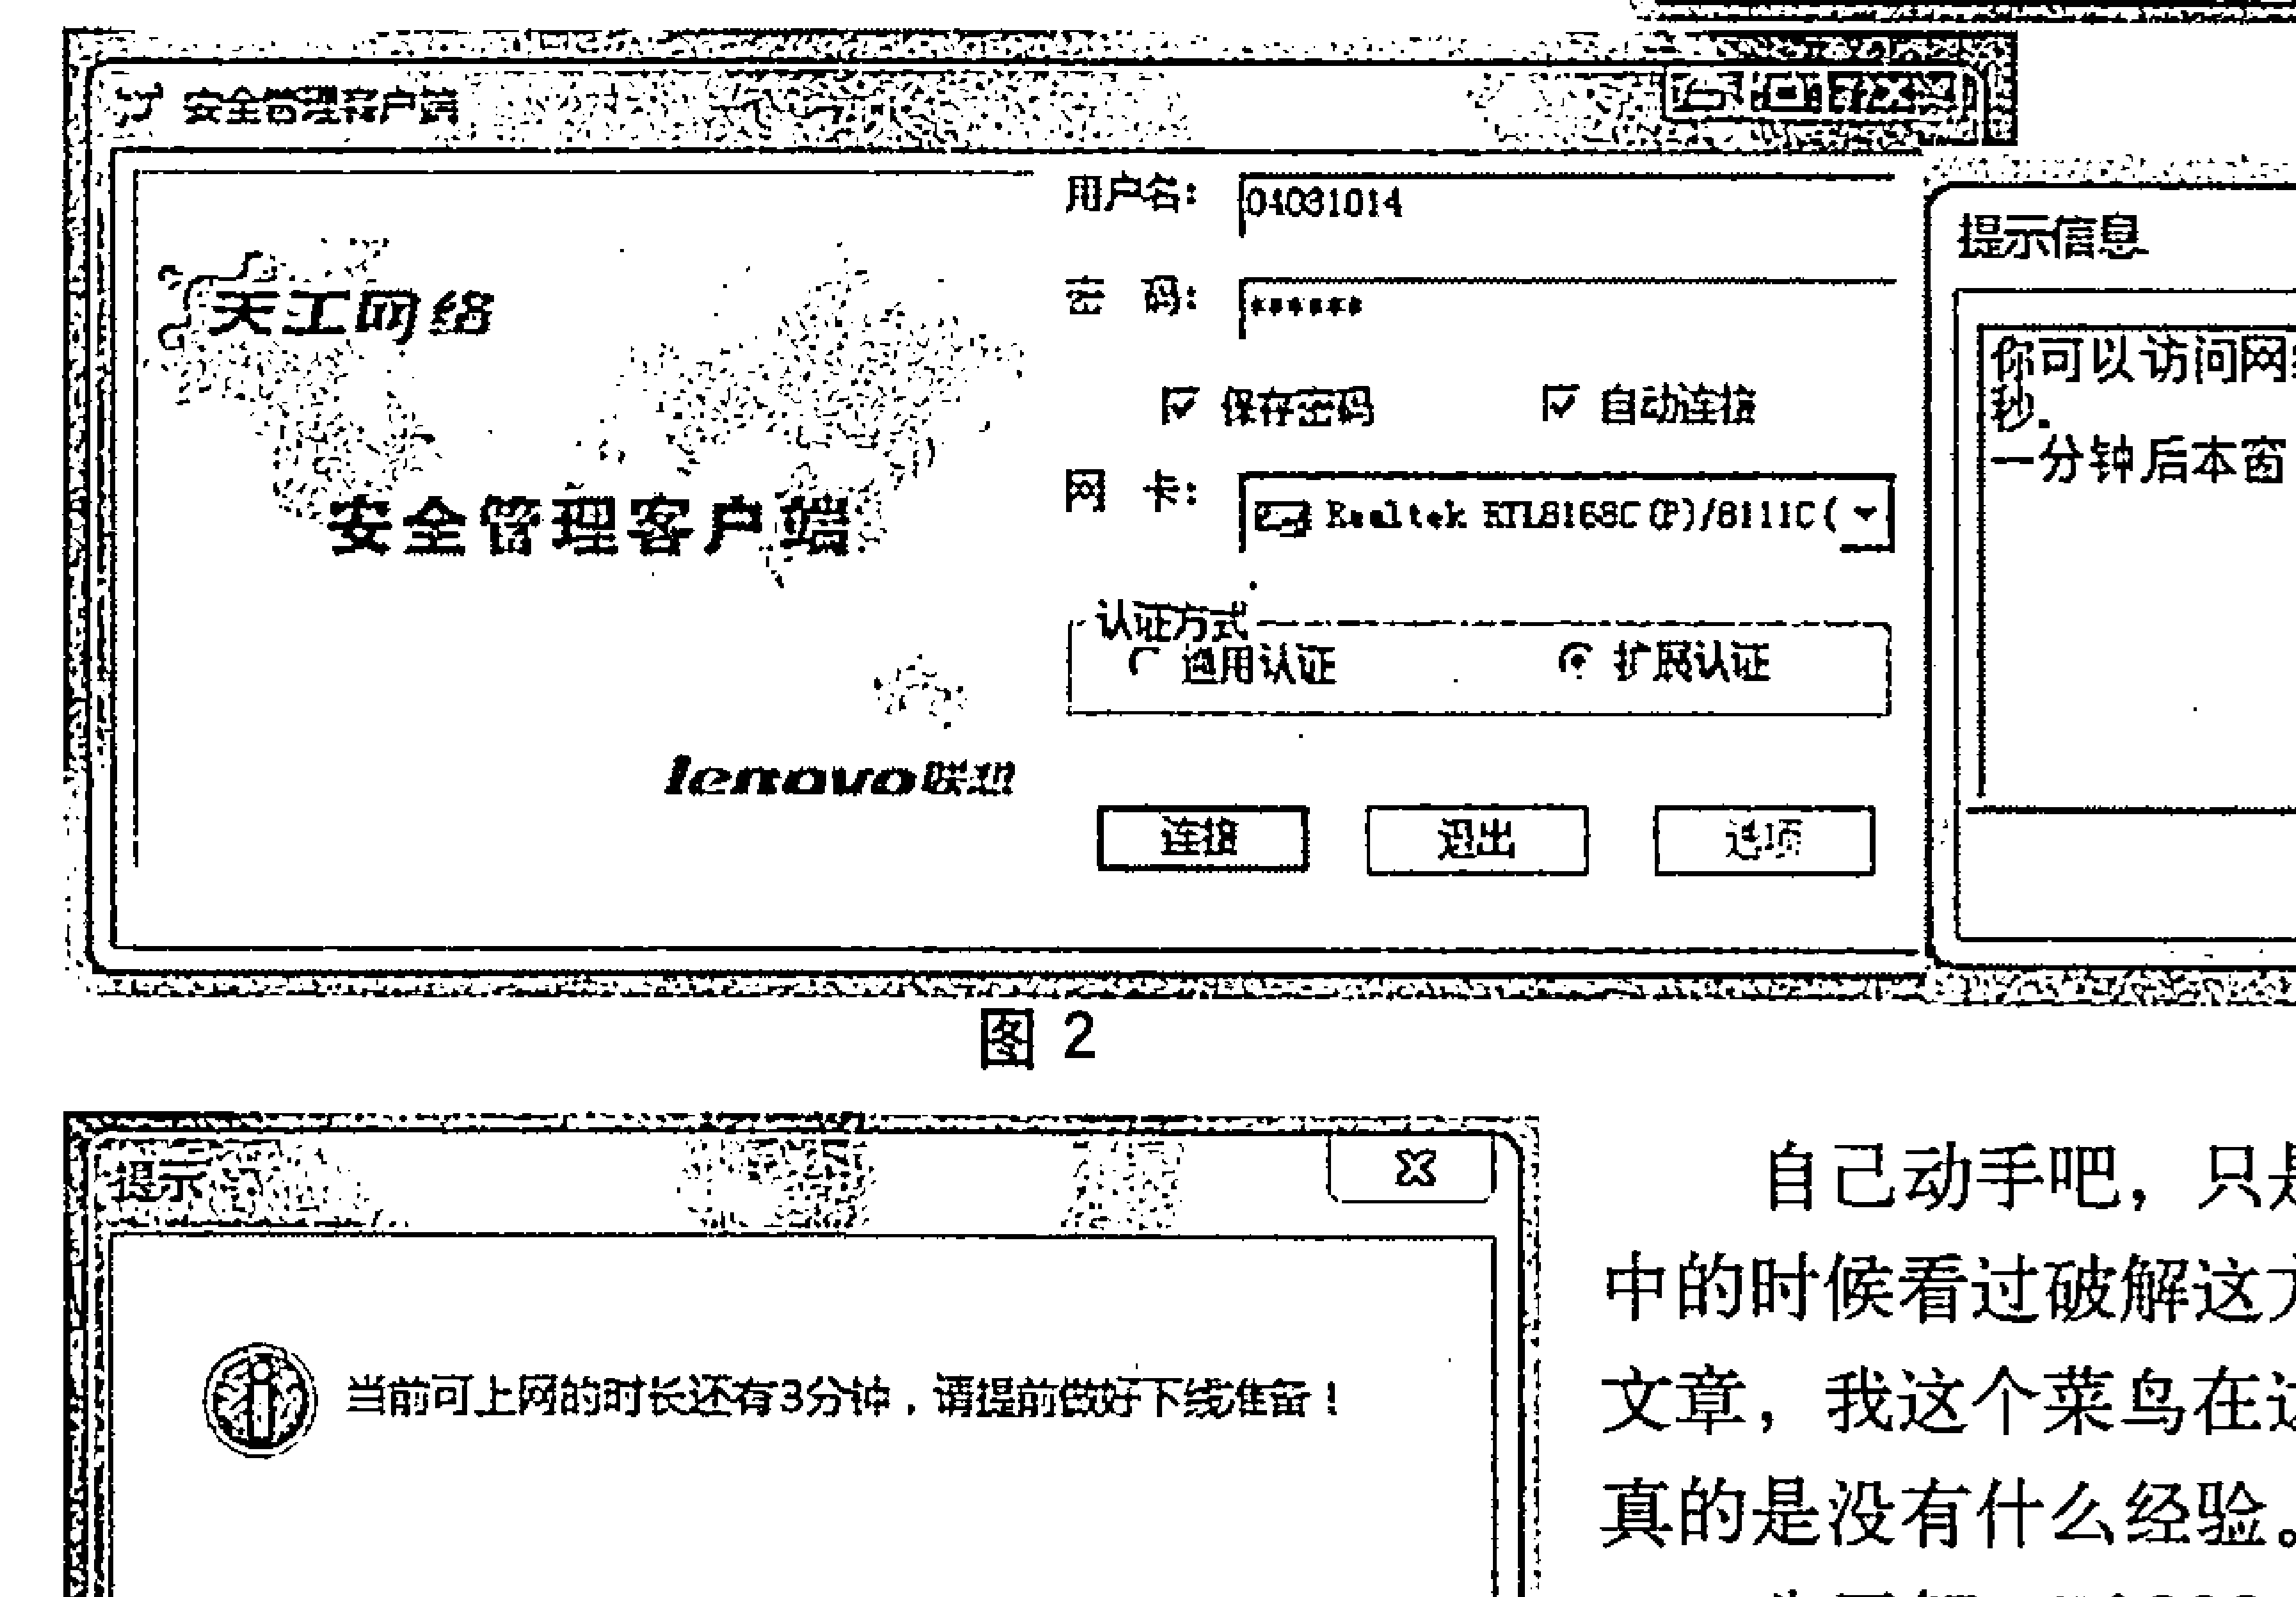 安全管理客户端
天工网络
安全管理客户端
lenovo联想
用户名: 04031014
密 码: ******
保存密码 自动连接
网 卡: Realtek RTL8168C(P)/8111C(
认证方式
通用认证 扩展认证
连接 退出 选项
提示信息
你可以访问网
秒.
一分钟后本窗
图 2
提示
当前可上网的时长还有3分钟，请提前做好下线准备！
自己动手吧，只是
中的时候看过破解这
文章，我这个菜鸟在
真的是没有什么经验。